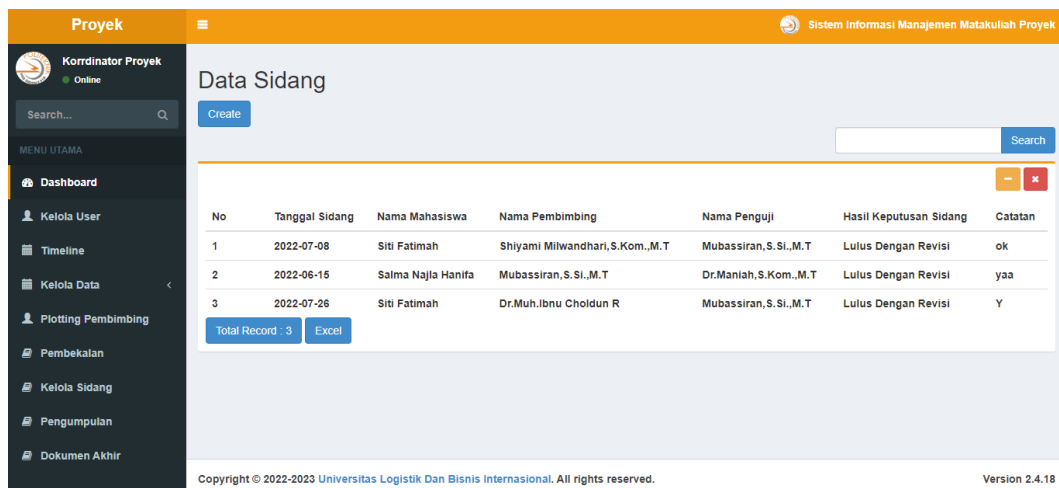 Proyek
Sistem Informasi Manajemen Matakuliah Proyek
Korrdinator Proyek
Online
Search...
MENU UTAMA
Dashboard
Kelola User
Timeline
Kelola Data
Plotting Pembimbing
Pembekalan
Kelola Sidang
Pengumpulan
Dokumen Akhir
Data Sidang
Create
Search
No Tanggal Sidang Nama Mahasiswa Nama Pembimbing Nama Penguji Hasil Keputusan Sidang Catatan
1 2022-07-08 Siti Fatimah Shiyami Milwandhari,S.Kom.,M.T Mubassiran,S.Si.,M.T Lulus Dengan Revisi ok
2 2022-06-15 Salma Najla Hanifa Mubassiran,S.Si.,M.T Dr.Maniah,S.Kom.,M.T Lulus Dengan Revisi yaa
3 2022-07-26 Siti Fatimah Dr.Muh.Ibnu Choldun R Mubassiran,S.Si.,M.T Lulus Dengan Revisi Y
Total Record : 3 Excel
Copyright © 2022-2023 Universitas Logistik Dan Bisnis Internasional. All rights reserved. Version 2.4.18